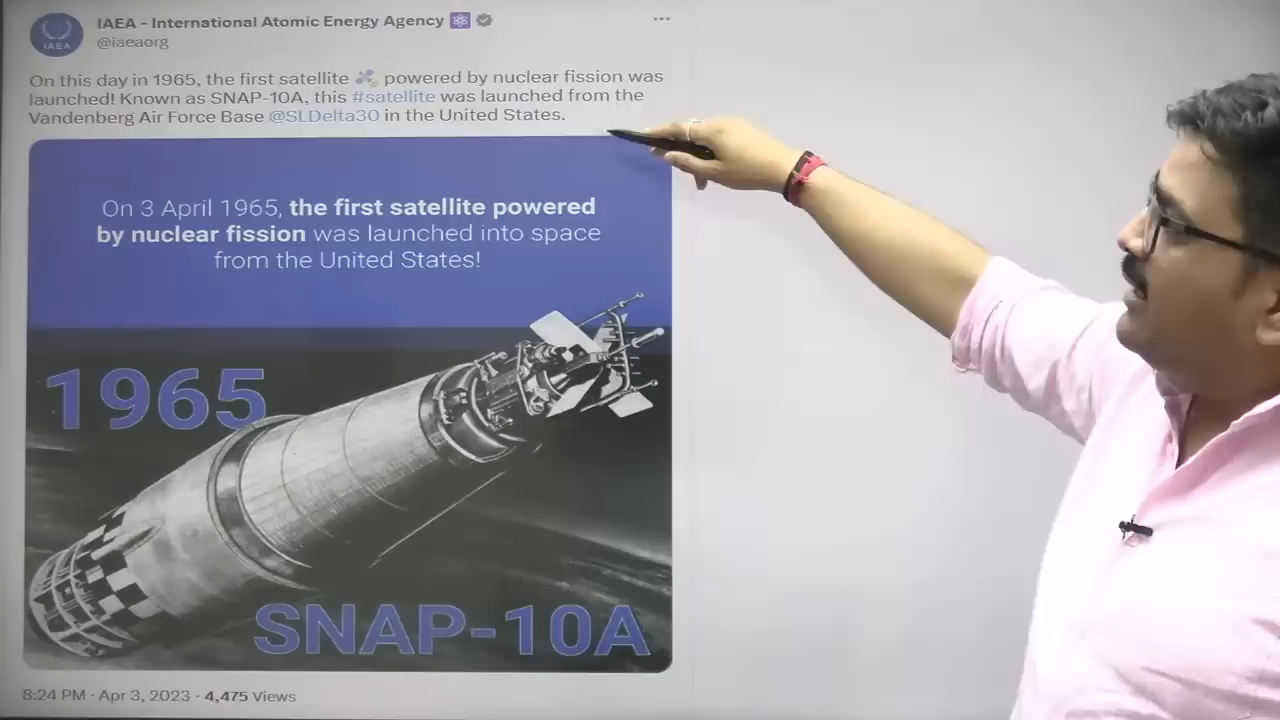 IAEA - International Atomic Energy Agency
@iaeaorg
IAEA
On this day in 1965, the first satellite powered by nuclear fission was
launched! Known as SNAP-10A, this #satellite was launched from the
Vandenberg Air Force Base @SLDelta30 in the United States.
On 3 April 1965, the first satellite powered
by nuclear fission was launched into space
from the United States!
1965
SNAP-10A
8:24 PM · Apr 3, 2023 · 4,475 Views